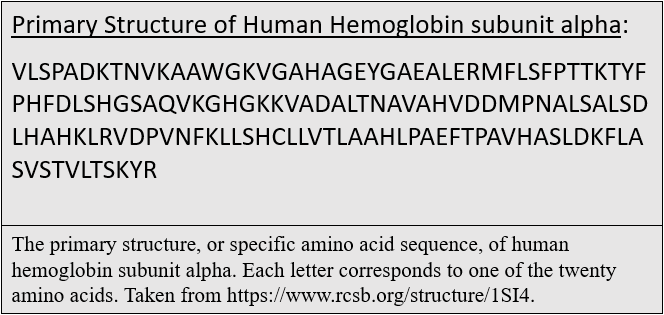 Primary Structure of Human Hemoglobin subunit alpha:
VLSPADKTNVKAAWGKVGAHAGEYGAEALERMFLSFPTTKTYF
PHFDLSHGSAQVKGHGKKVADALTNAVAHVDDMPNALSALSD
LHAHKLRVDPVNFKLLSHCLLVTLAAHLPAEFTPAVHASLDKFLA
SVSTVLTSKYR
The primary structure, or specific amino acid sequence, of human
hemoglobin subunit alpha. Each letter corresponds to one of the twenty
amino acids. Taken from https://www.rcsb.org/structure/1SI4.